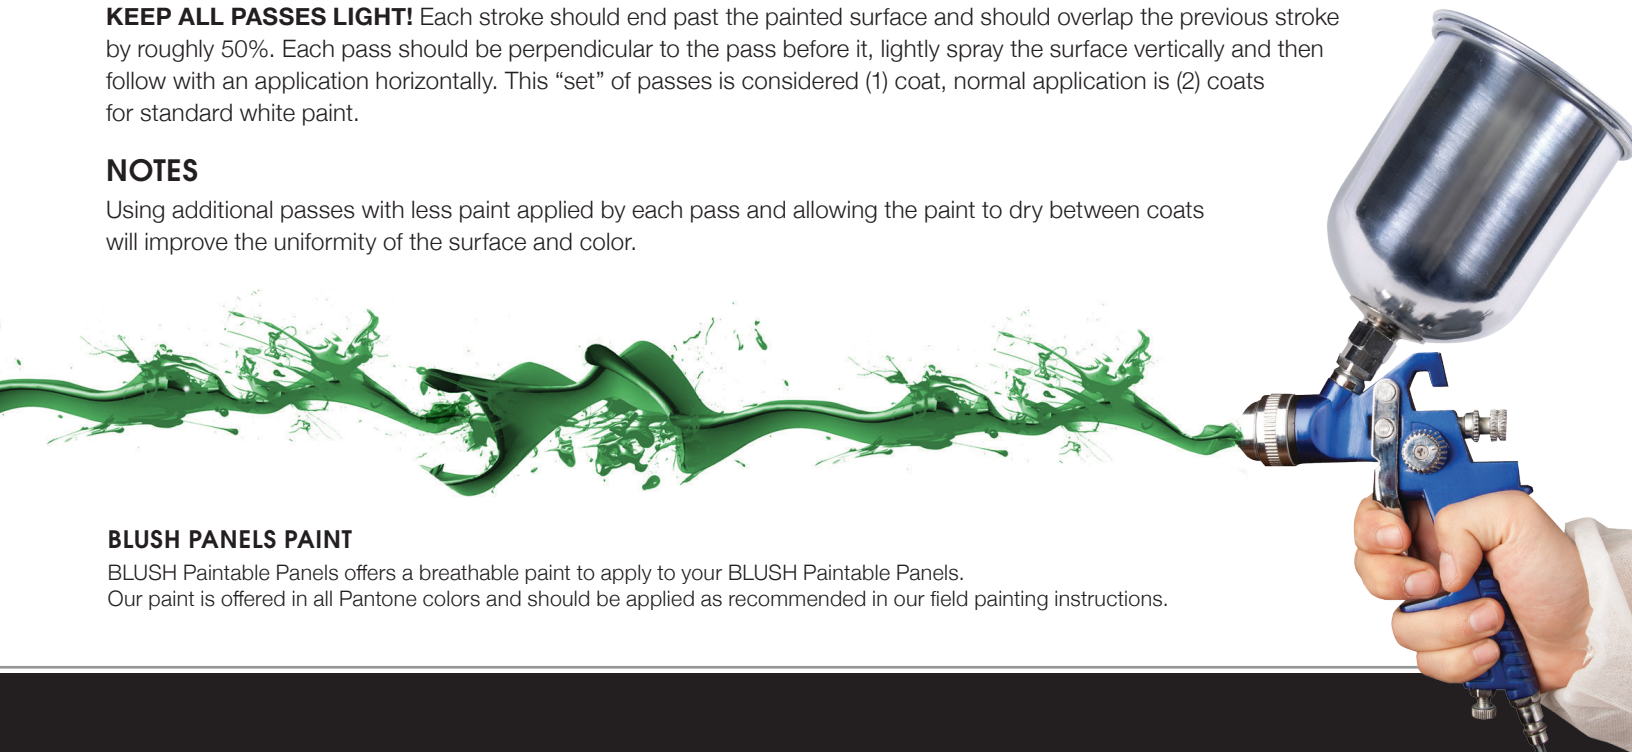 KEEP ALL PASSES LIGHT! Each stroke should end past the painted surface and should overlap the previous stroke
by roughly 50%. Each pass should be perpendicular to the pass before it, lightly spray the surface vertically and then
follow with an application horizontally. This “set” of passes is considered (1) coat, normal application is (2) coats
for standard white paint.
NOTES
Using additional passes with less paint applied by each pass and allowing the paint to dry between coats
will improve the uniformity of the surface and color.
BLUSH PANELS PAINT
BLUSH Paintable Panels offers a breathable paint to apply to your BLUSH Paintable Panels.
Our paint is offered in all Pantone colors and should be applied as recommended in our field painting instructions.